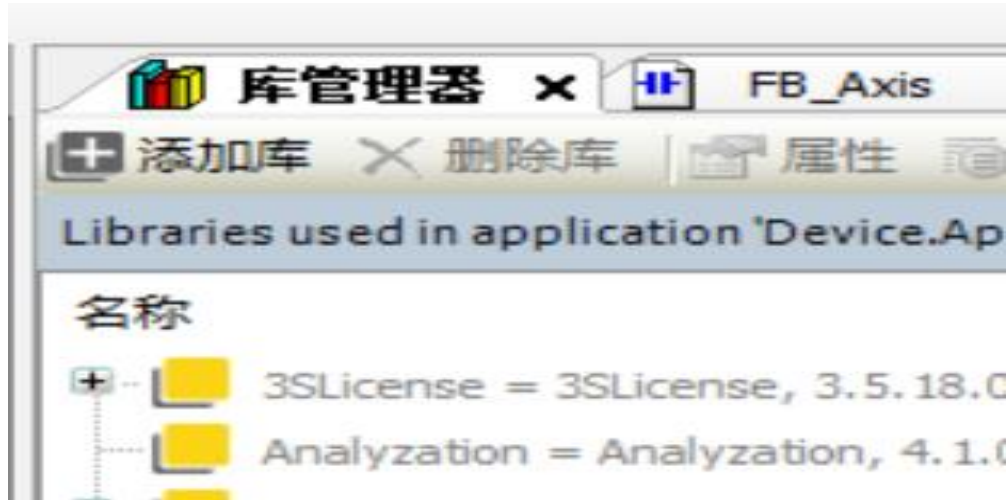 库管理器 FB_Axis
添加库 删除库 属性
Libraries used in application 'Device.Ap
名称
3SLicense = 3SLicense, 3.5.18.0
Analyzation = Analyzation, 4.1.0